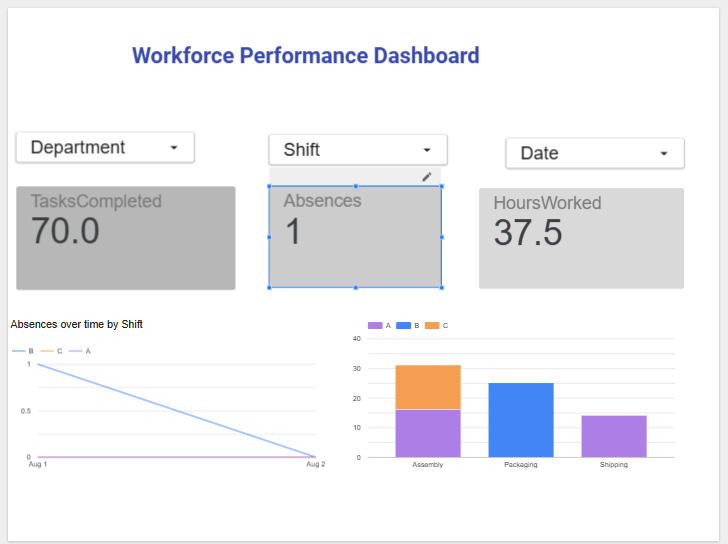 Workforce Performance Dashboard
Department
Shift
Date
TasksCompleted
70.0
Absences
1
HoursWorked
37.5
Absences over time by Shift
B C A
1
0.5
0
Aug 1 Aug 2
A B C
40
30
20
10
0
Assembly Packaging Shipping